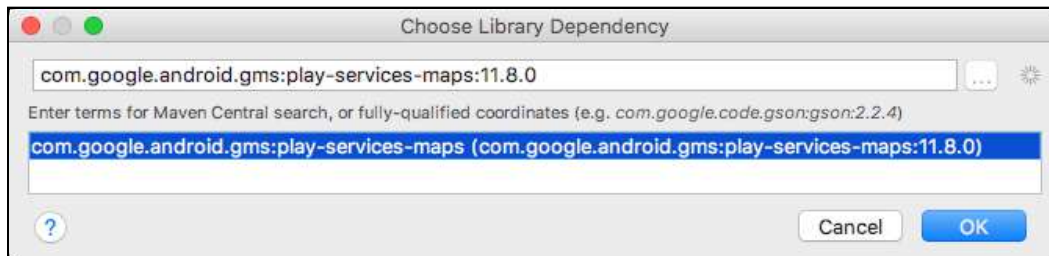 Choose Library Dependency
com.google.android.gms:play-services-maps:11.8.0
...
Enter terms for Maven Central search, or fully-qualified coordinates (e.g. com.google.code.gson:gson:2.2.4)
com.google.android.gms:play-services-maps (com.google.android.gms:play-services-maps:11.8.0)
? Cancel OK